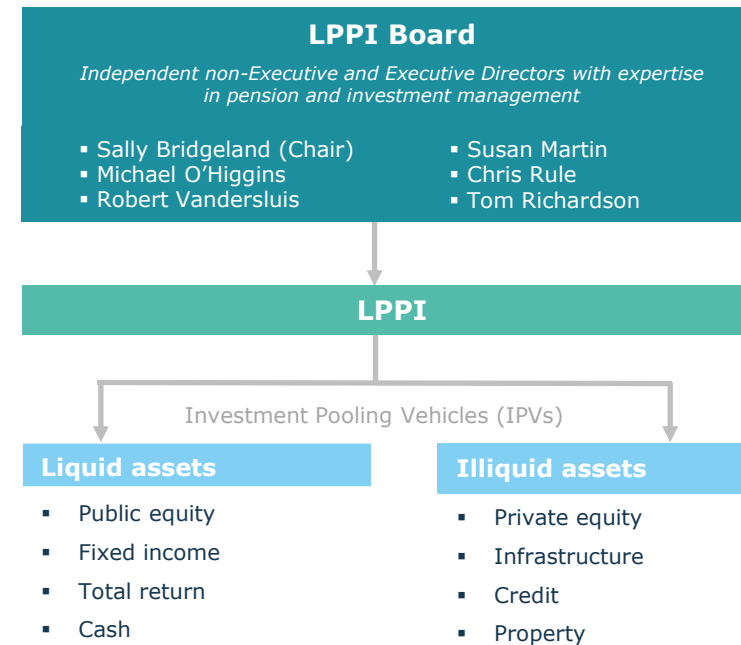 LPPI Board
Independent non-Executive and Executive Directors with expertise
in pension and investment management
▪ Sally Bridgeland (Chair)
▪ Michael O'Higgins
▪ Robert Vandersluis
▪ Susan Martin
▪ Chris Rule
▪ Tom Richardson
LPPI
Investment Pooling Vehicles (IPVs)
Liquid assets
▪ Public equity
▪ Fixed income
▪ Total return
▪ Cash
Illiquid assets
▪ Private equity
▪ Infrastructure
▪ Credit
▪ Property